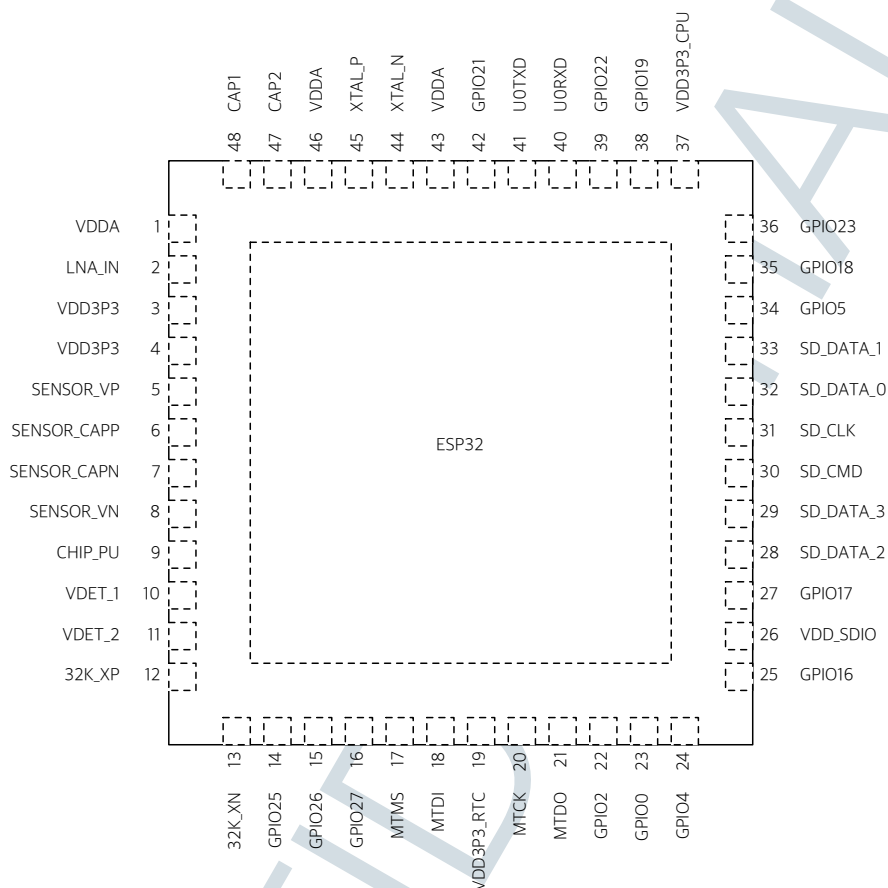 48 CAP1
47 CAP2
46 VDDA
45 XTAL_P
44 XTAL_N
43 VDDA
42 GPIO21
41 U0TXD
40 U0RXD
39 GPIO22
38 GPIO19
37 VDD3P3_CPU
VDDA 1
LNA_IN 2
VDD3P3 3
VDD3P3 4
SENSOR_VP 5
SENSOR_CAPP 6
SENSOR_CAPN 7
SENSOR_VN 8
CHIP_PU 9
VDET_1 10
VDET_2 11
32K_XP 12
ESP32
36 GPIO23
35 GPIO18
34 GPIO5
33 SD_DATA_1
32 SD_DATA_0
31 SD_CLK
30 SD_CMD
29 SD_DATA_3
28 SD_DATA_2
27 GPIO17
26 VDD_SDIO
25 GPIO16
32K_XN 13
GPIO25 14
GPIO26 15
GPIO27 16
MTMS 17
MTDI 18
VDD3P3_RTC 19
MTCK 20
MTDO 21
GPIO2 22
GPIO0 23
GPIO4 24